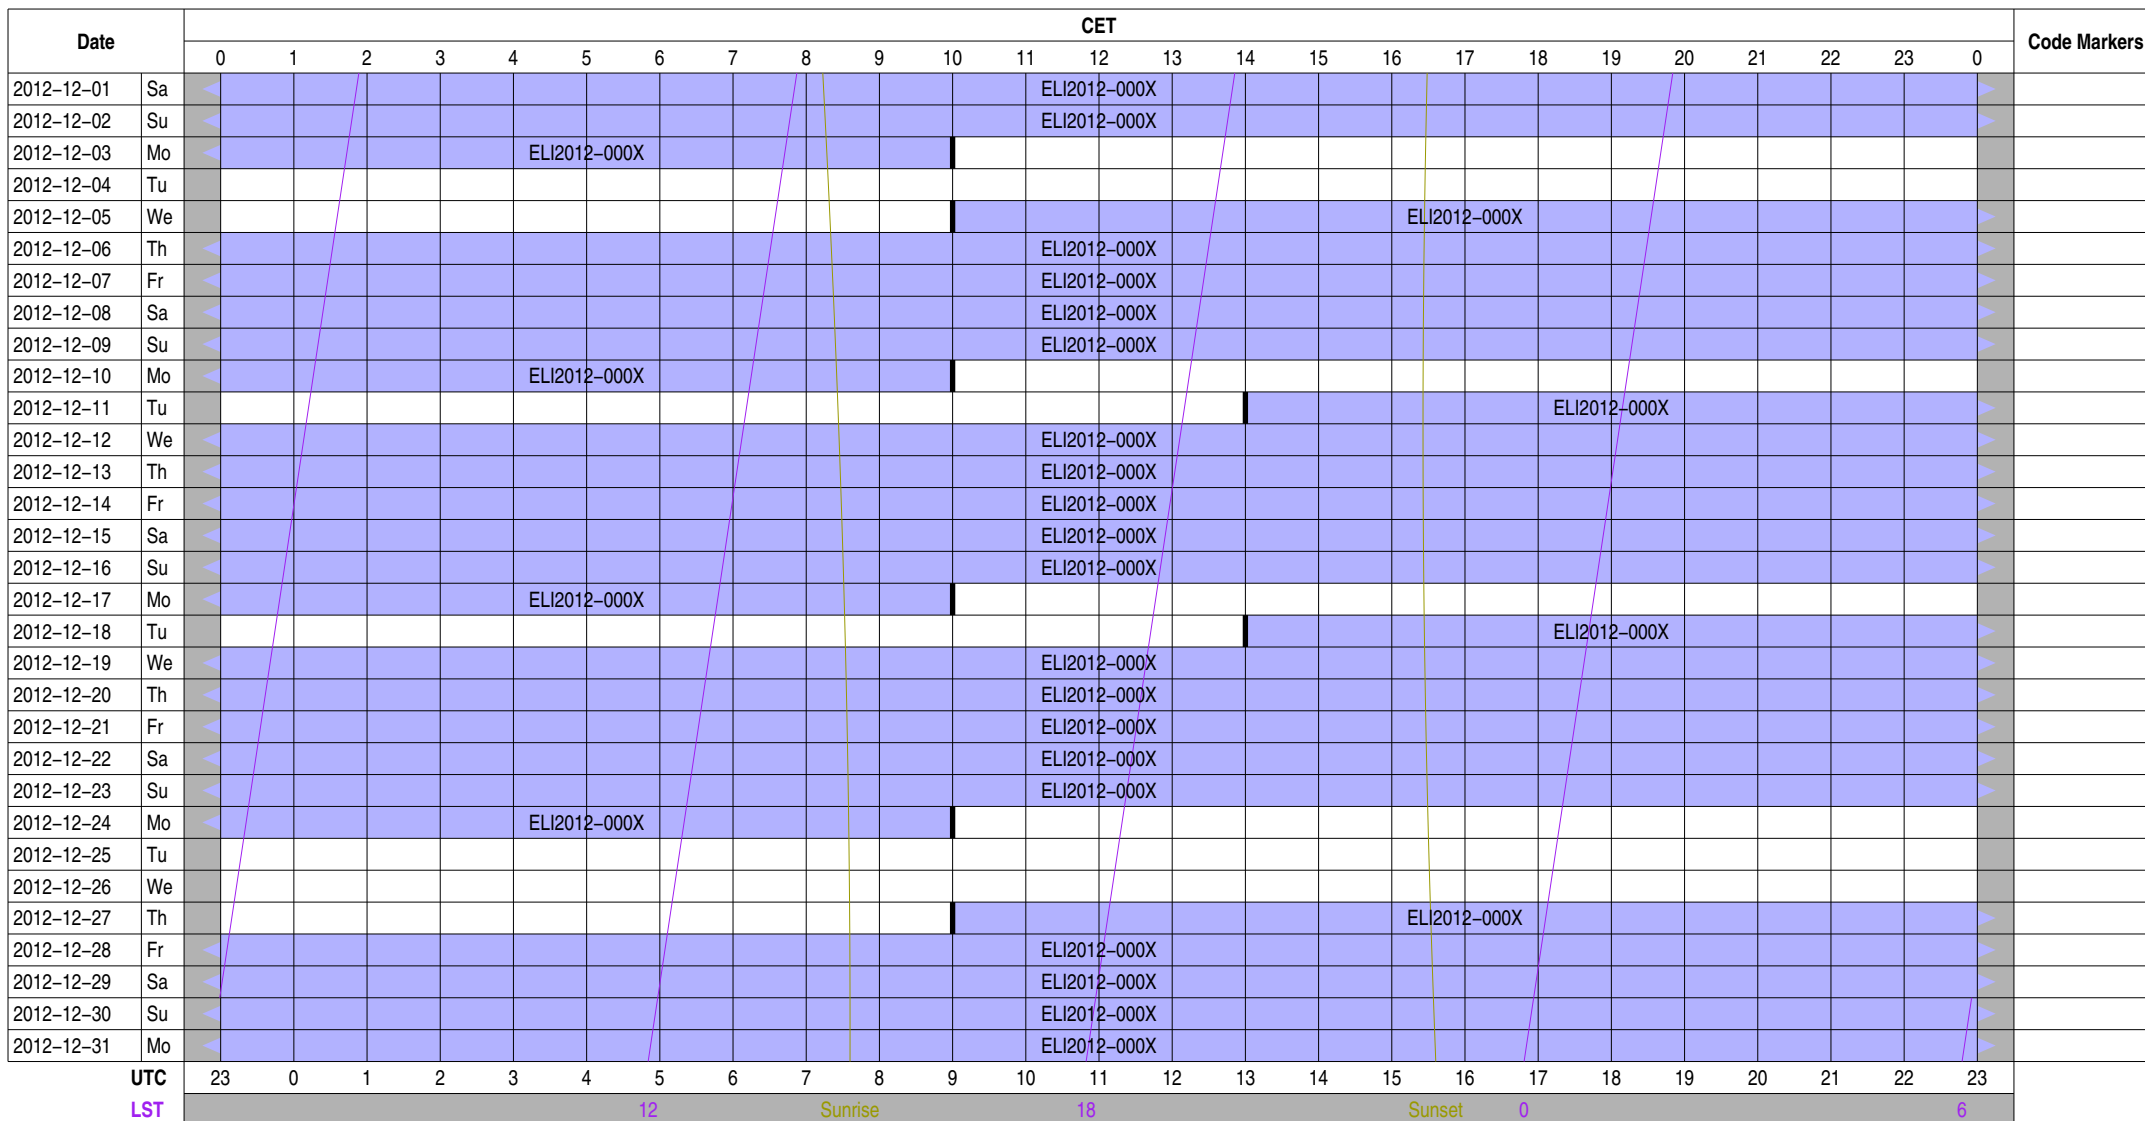 CET
Date Code Markers
0 1 2 3 4 5 6 7 8 9 10 11 12 13 14 15 16 17 18 19 20 21 22 23 0
2012–12–01 Sa ELI2012–000X
2012–12–02 Su ELI2012–000X
2012–12–03 Mo ELI2012–000X
2012–12–04 Tu
2012–12–05 We ELI2012–000X
2012–12–06 Th ELI2012–000X
2012–12–07 Fr ELI2012–000X
2012–12–08 Sa ELI2012–000X
2012–12–09 Su ELI2012–000X
2012–12–10 Mo ELI2012–000X
2012–12–11 Tu ELI2012–000X
2012–12–12 We ELI2012–000X
2012–12–13 Th ELI2012–000X
2012–12–14 Fr ELI2012–000X
2012–12–15 Sa ELI2012–000X
2012–12–16 Su ELI2012–000X
2012–12–17 Mo ELI2012–000X
2012–12–18 Tu ELI2012–000X
2012–12–19 We ELI2012–000X
2012–12–20 Th ELI2012–000X
2012–12–21 Fr ELI2012–000X
2012–12–22 Sa ELI2012–000X
2012–12–23 Su ELI2012–000X
2012–12–24 Mo ELI2012–000X
2012–12–25 Tu
2012–12–26 We
2012–12–27 Th ELI2012–000X
2012–12–28 Fr ELI2012–000X
2012–12–29 Sa ELI2012–000X
2012–12–30 Su ELI2012–000X
2012–12–31 Mo ELI2012–000X
UTC 23 0 1 2 3 4 5 6 7 8 9 10 11 12 13 14 15 16 17 18 19 20 21 22 23
LST 12 Sunrise 18 Sunset 0 6